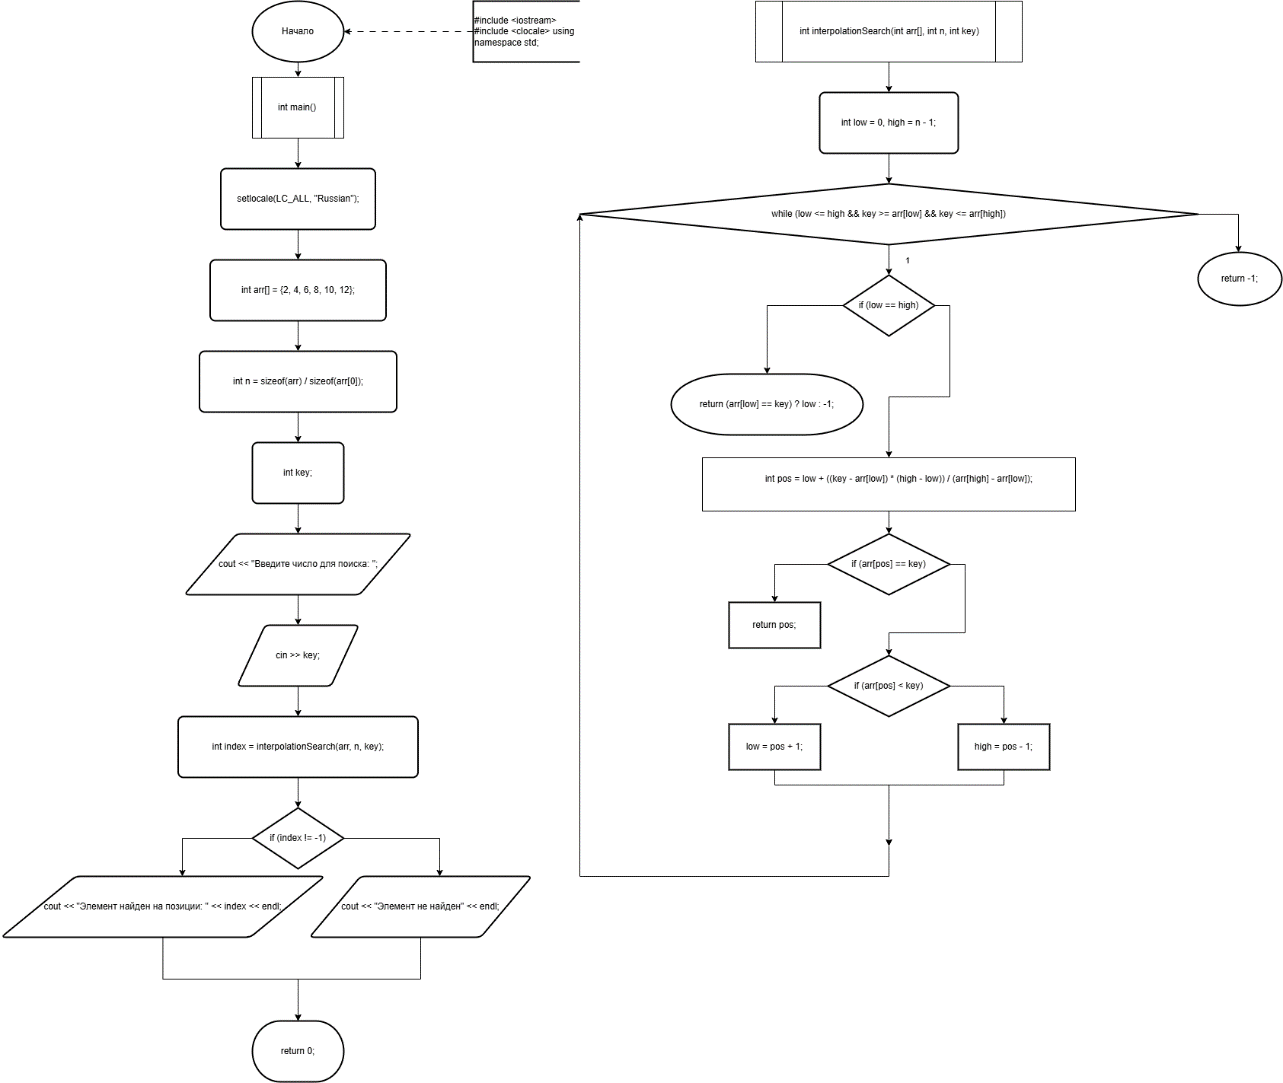 Начало
#include <iostream>
#include <clocale> using
namespace std;
int main()
setlocale(LC_ALL, "Russian");
int arr[] = {2, 4, 6, 8, 10, 12};
int n = sizeof(arr) / sizeof(arr[0]);
int key;
cout << "Введите число для поиска: ";
cin >> key;
int index = interpolationSearch(arr, n, key);
if (index != -1)
cout << "Элемент найден на позиции: " << index << endl;
cout << "Элемент не найден" << endl;
return 0;
int interpolationSearch(int arr[], int n, int key)
int low = 0, high = n - 1;
while (low <= high && key >= arr[low] && key <= arr[high])
1
return -1;
if (low == high)
return (arr[low] == key) ? low : -1;
int pos = low + ((key - arr[low]) * (high - low)) / (arr[high] - arr[low]);
if (arr[pos] == key)
return pos;
if (arr[pos] < key)
low = pos + 1;
high = pos - 1;